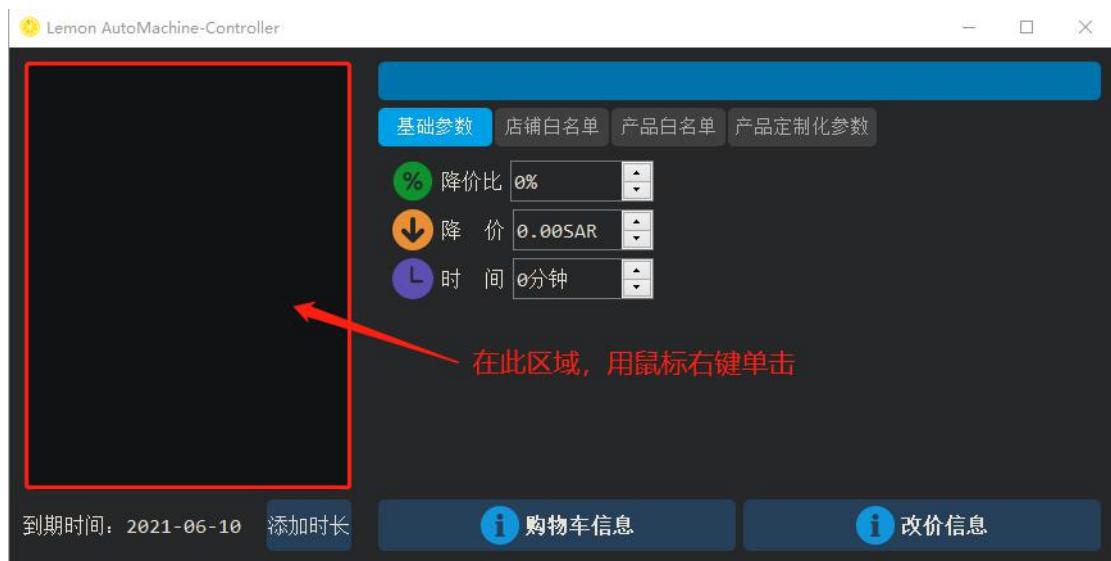 Lemon AutoMachine-Controller
基础参数 店铺白名单 产品白名单 产品定制化参数
% 降价比 0%
降 价 0.00SAR
时 间 0分钟
在此区域，用鼠标右键单击
到期时间: 2021-06-10 添加时长 i 购物车信息 i 改价信息